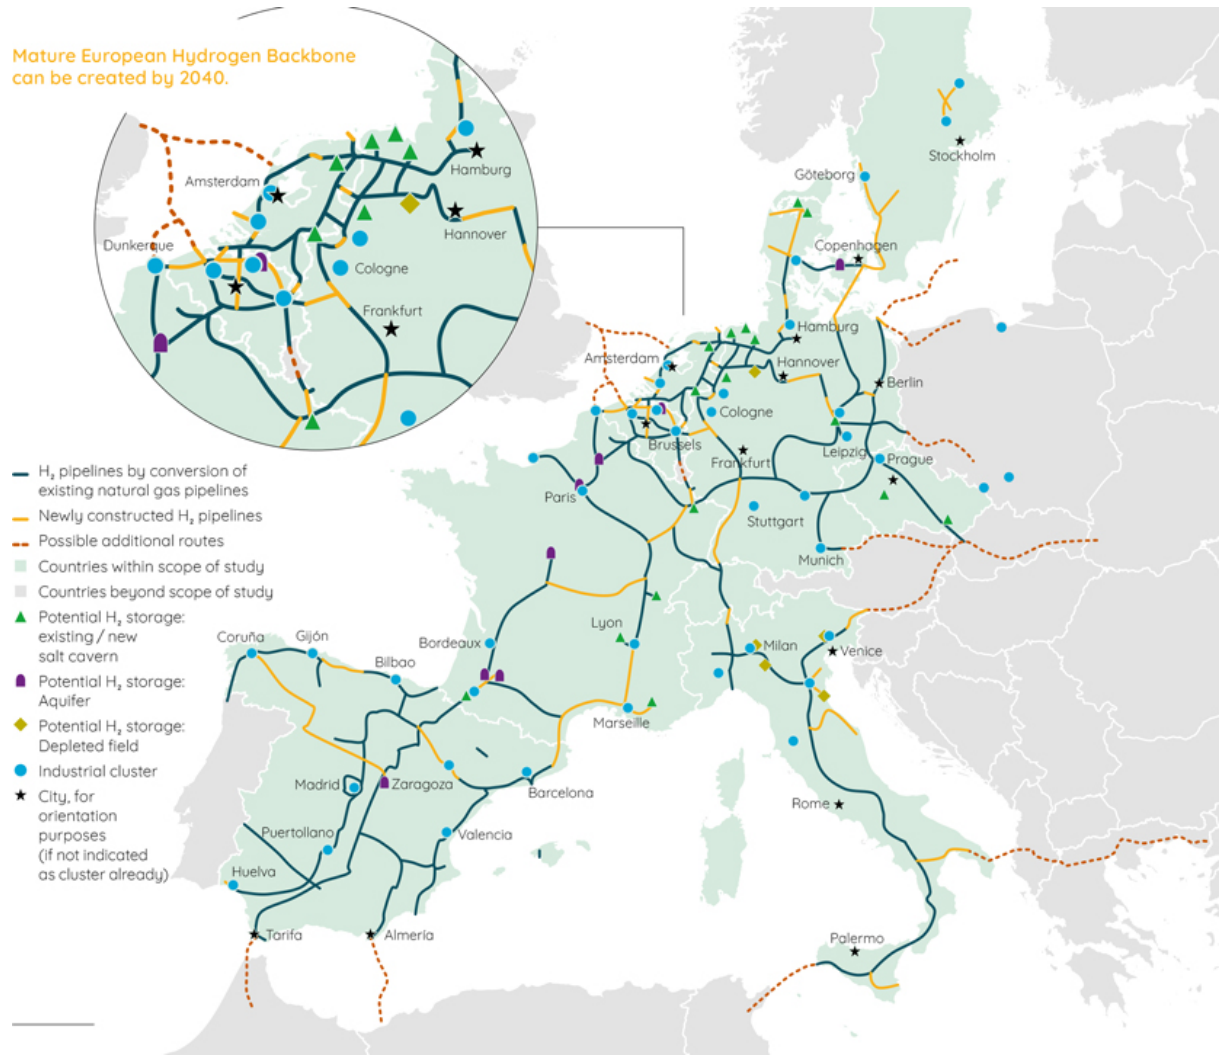 Mature European Hydrogen Backbone
can be created by 2040.
Amsterdam
Hamburg
Hannover
Dunkerque
Cologne
Frankfurt
Stockholm
Göteborg
Copenhagen
Hamburg
Amsterdam
Hannover
Berlin
Cologne
Brussels
Frankfurt
Leipzig
Prague
Paris
Stuttgart
Munich
H₂ pipelines by conversion of
existing natural gas pipelines
Newly constructed H₂ pipelines
Possible additional routes
Countries within scope of study
Countries beyond scope of study
Potential H₂ storage:
existing / new
salt cavern
Potential H₂ storage:
Aquifer
Potential H₂ storage:
Depleted field
Industrial cluster
City, for
orientation
purposes
(if not indicated
as cluster already)
Lyon
Coruña
Gijón
Bordeaux
Milan
Venice
Bilbao
Marseille
Madrid
Zaragoza
Barcelona
Rome
Puertollano
Valencia
Huelva
Tarifa
Almería
Palermo